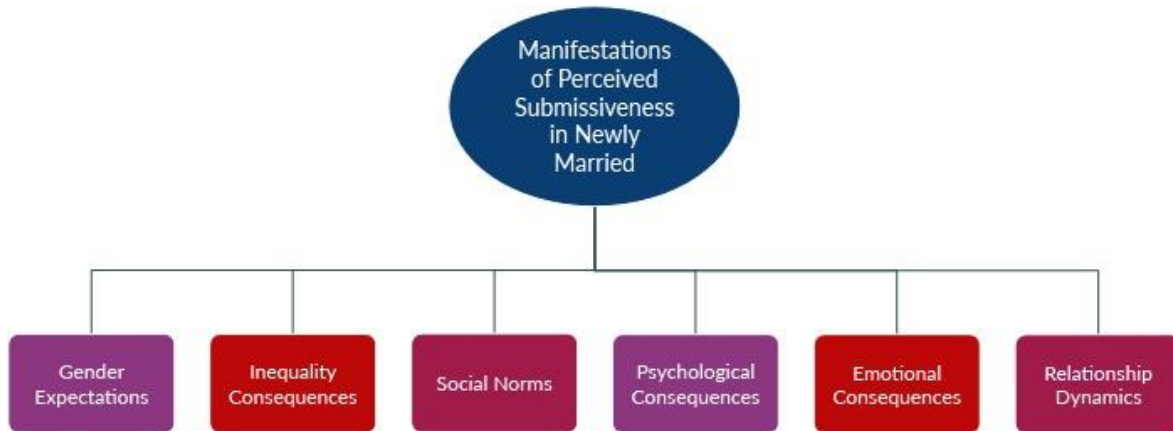 Manifestations
of Perceived
Submissiveness
in Newly
Married
Gender
Expectations
Inequality
Consequences
Social Norms
Psychological
Consequences
Emotional
Consequences
Relationship
Dynamics